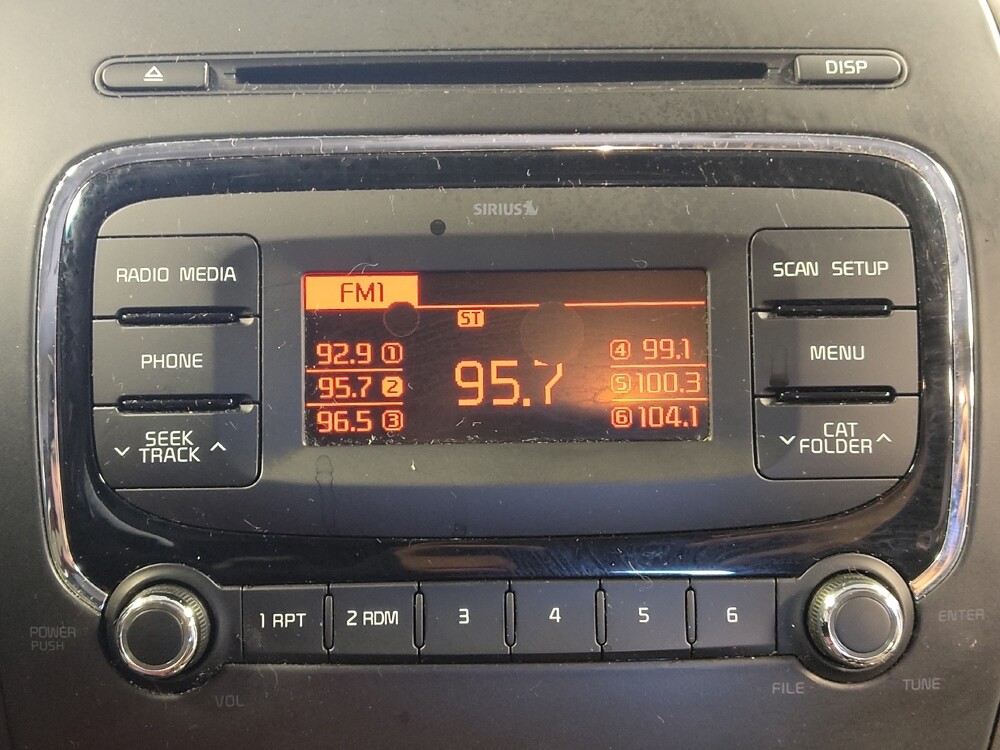 DISP
SIRIUS
RADIO MEDIA
SCAN SETUP
FM1
ST
PHONE
MENU
92.9 1
95.7 2
96.5 3
95.7
4 99.1
5 100.3
6 104.1
SEEK
TRACK
CAT
FOLDER
1 RPT
2 RDM
3
4
5
6
POWER
PUSH
VOL
ENTER
FILE
TUNE